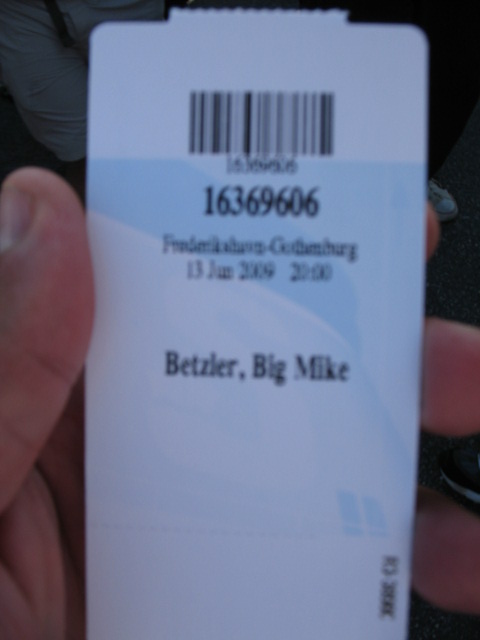 16369606
16369606
Frederikshavn-Gothenburg
13 Jun 2009 20:00
Betzler, Big Mike